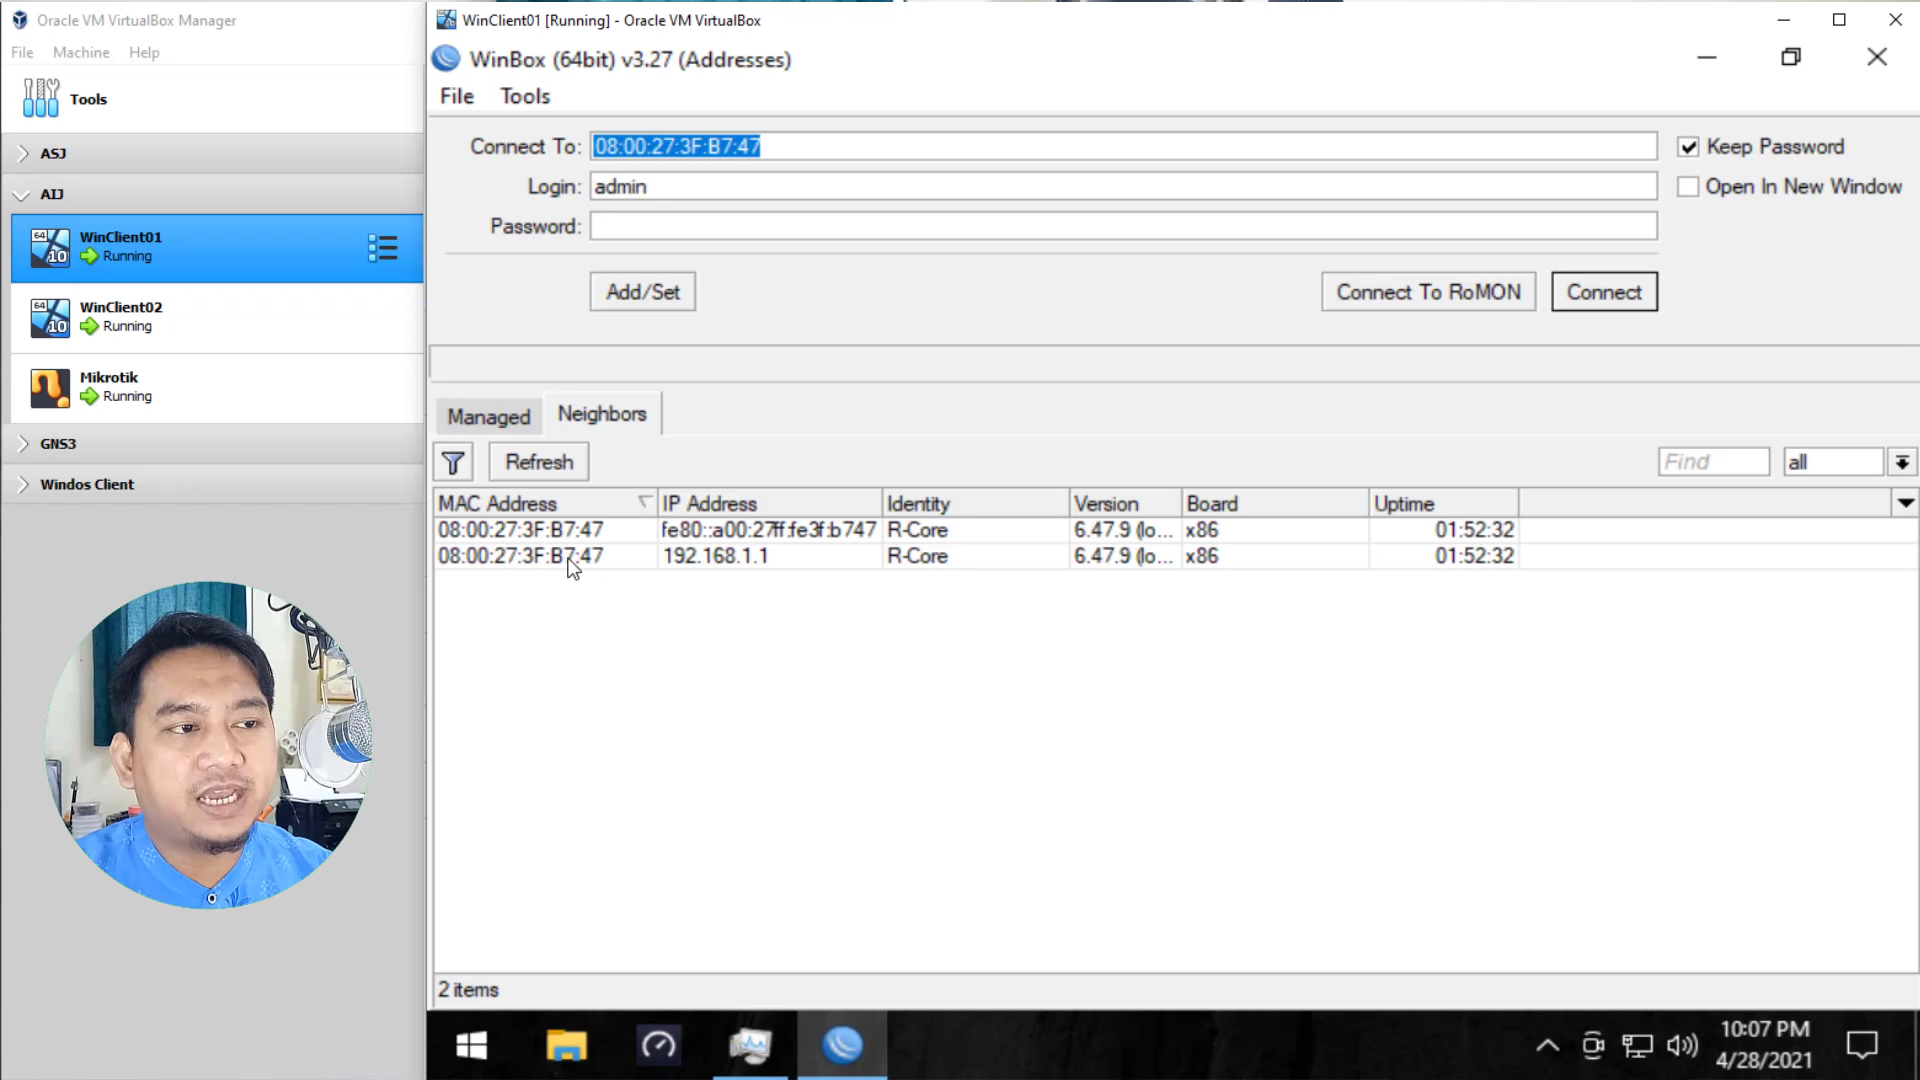 Oracle VM VirtualBox Manager
File Machine Help
Tools
ASJ
AIJ
64
10
WinClient01
Running
64
10
WinClient02
Running
Mikrotik
Running
GNS3
Windos Client
WinClient01 [Running] - Oracle VM VirtualBox
WinBox (64bit) v3.27 (Addresses)
File Tools
Connect To: 08:00:27:3F:B7:47
Keep Password
Login: admin
Open In New Window
Password:
Add/Set Connect To RoMON Connect
Managed Neighbors
Refresh Find all
MAC Address IP Address Identity Version Board Uptime
08:00:27:3F:B7:47 fe80::a00:27ff:fe3f:b747 R-Core 6.47.9 (lo... x86 01:52:32
08:00:27:3F:B7:47 192.168.1.1 R-Core 6.47.9 (lo... x86 01:52:32
2 items
10:07 PM
4/28/2021